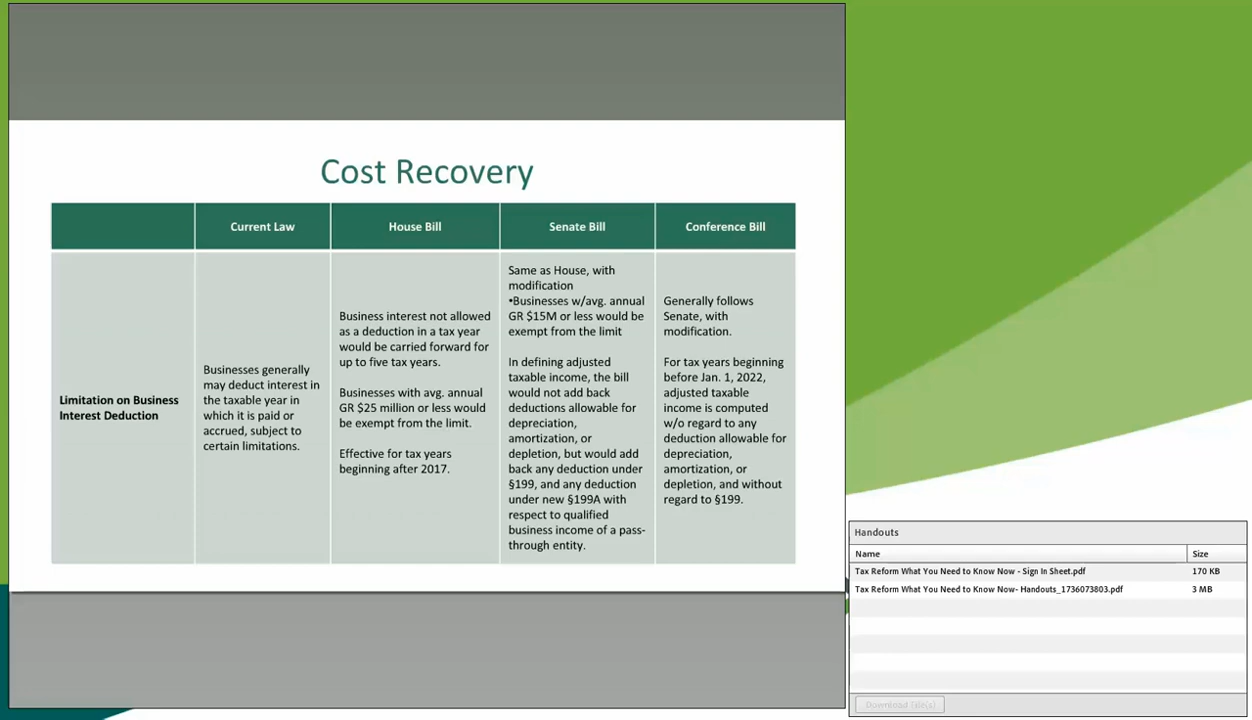 Cost Recovery
Current Law
House Bill
Senate Bill
Conference Bill
Limitation on Business
Interest Deduction
Businesses generally
may deduct interest in
the taxable year in
which it is paid or
accrued, subject to
certain limitations.
Business interest not allowed
as a deduction in a tax year
would be carried forward for
up to five tax years.
Businesses with avg. annual
GR $25 million or less would
be exempt from the limit.
Effective for tax years
beginning after 2017.
Same as House, with
modification
•Businesses w/avg. annual
GR $15M or less would be
exempt from the limit
In defining adjusted
taxable income, the bill
would not add back
deductions allowable for
depreciation,
amortization, or
depletion, but would add
back any deduction under
§199, and any deduction
under new §199A with
respect to qualified
business income of a pass-
through entity.
Generally follows
Senate, with
modification.
For tax years beginning
before Jan. 1, 2022,
adjusted taxable
income is computed
w/o regard to any
deduction allowable for
depreciation,
amortization, or
depletion, and without
regard to §199.
Handouts
Name Size
Tax Reform What You Need to Know Now - Sign In Sheet.pdf 170 KB
Tax Reform What You Need to Know Now- Handouts_1736073803.pdf 3 MB
Download File(s)